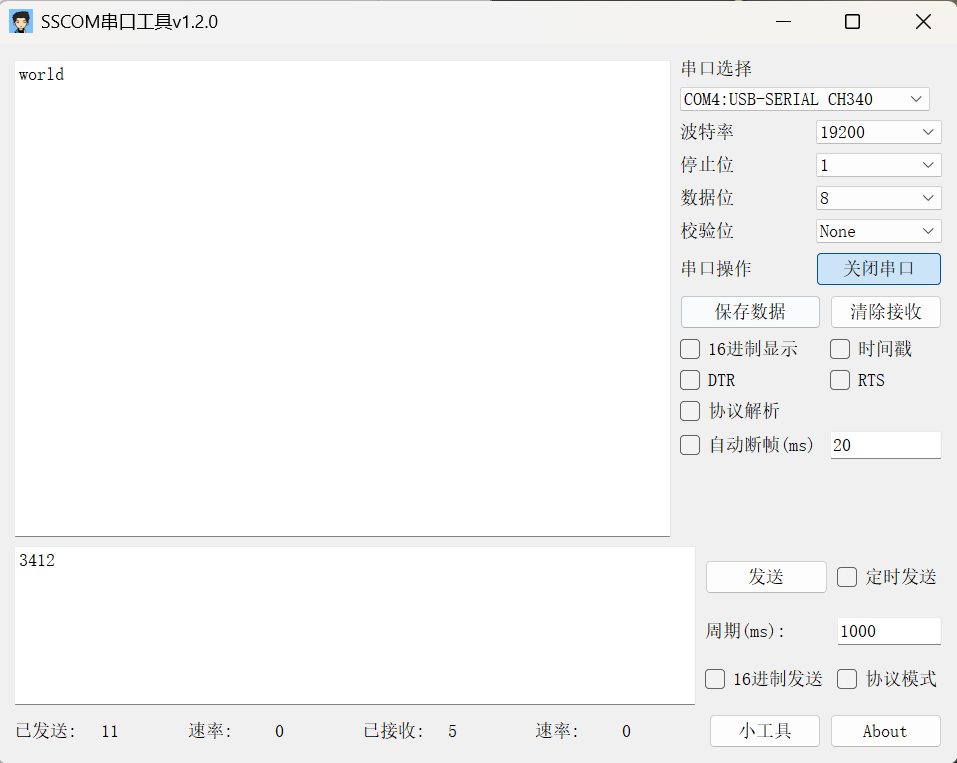 SSCOM串口工具v1.2.0
world
串口选择
COM4:USB-SERIAL CH340
波特率 19200
停止位 1
数据位 8
校验位 None
串口操作 关闭串口
保存数据 清除接收
16进制显示 时间戳
DTR RTS
协议解析
自动断帧(ms) 20
3412
发送 定时发送
周期(ms): 1000
16进制发送 协议模式
已发送: 11 速率: 0 已接收: 5 速率: 0 小工具 About